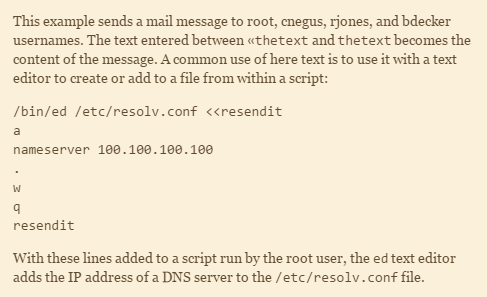 This example sends a mail message to root, cnegus, rjones, and bdecker
usernames. The text entered between «thetext and thetext becomes the
content of the message. A common use of here text is to use it with a text
editor to create or add to a file from within a script:
/bin/ed /etc/resolv.conf <<resendit
a
nameserver 100.100.100.100
.
w
q
resendit
With these lines added to a script run by the root user, the ed text editor
adds the IP address of a DNS server to the /etc/resolv.conf file.